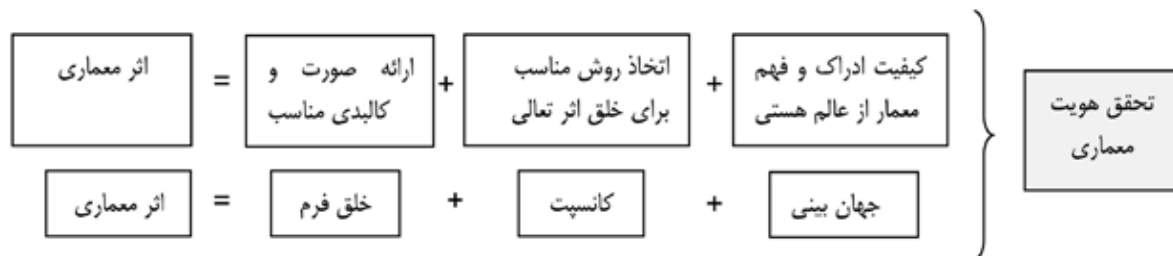 تحقق هویت
معماری
کیفیت ادراک و فهم
معمار از عالم هستی
+
اتخاذ روش مناسب
برای خلق اثر تعالی
+
ارائه صورت و
کالبدی مناسب
=
اثر معماری
جهان بینی
+
کانسپت
+
خلق فرم
=
اثر معماری